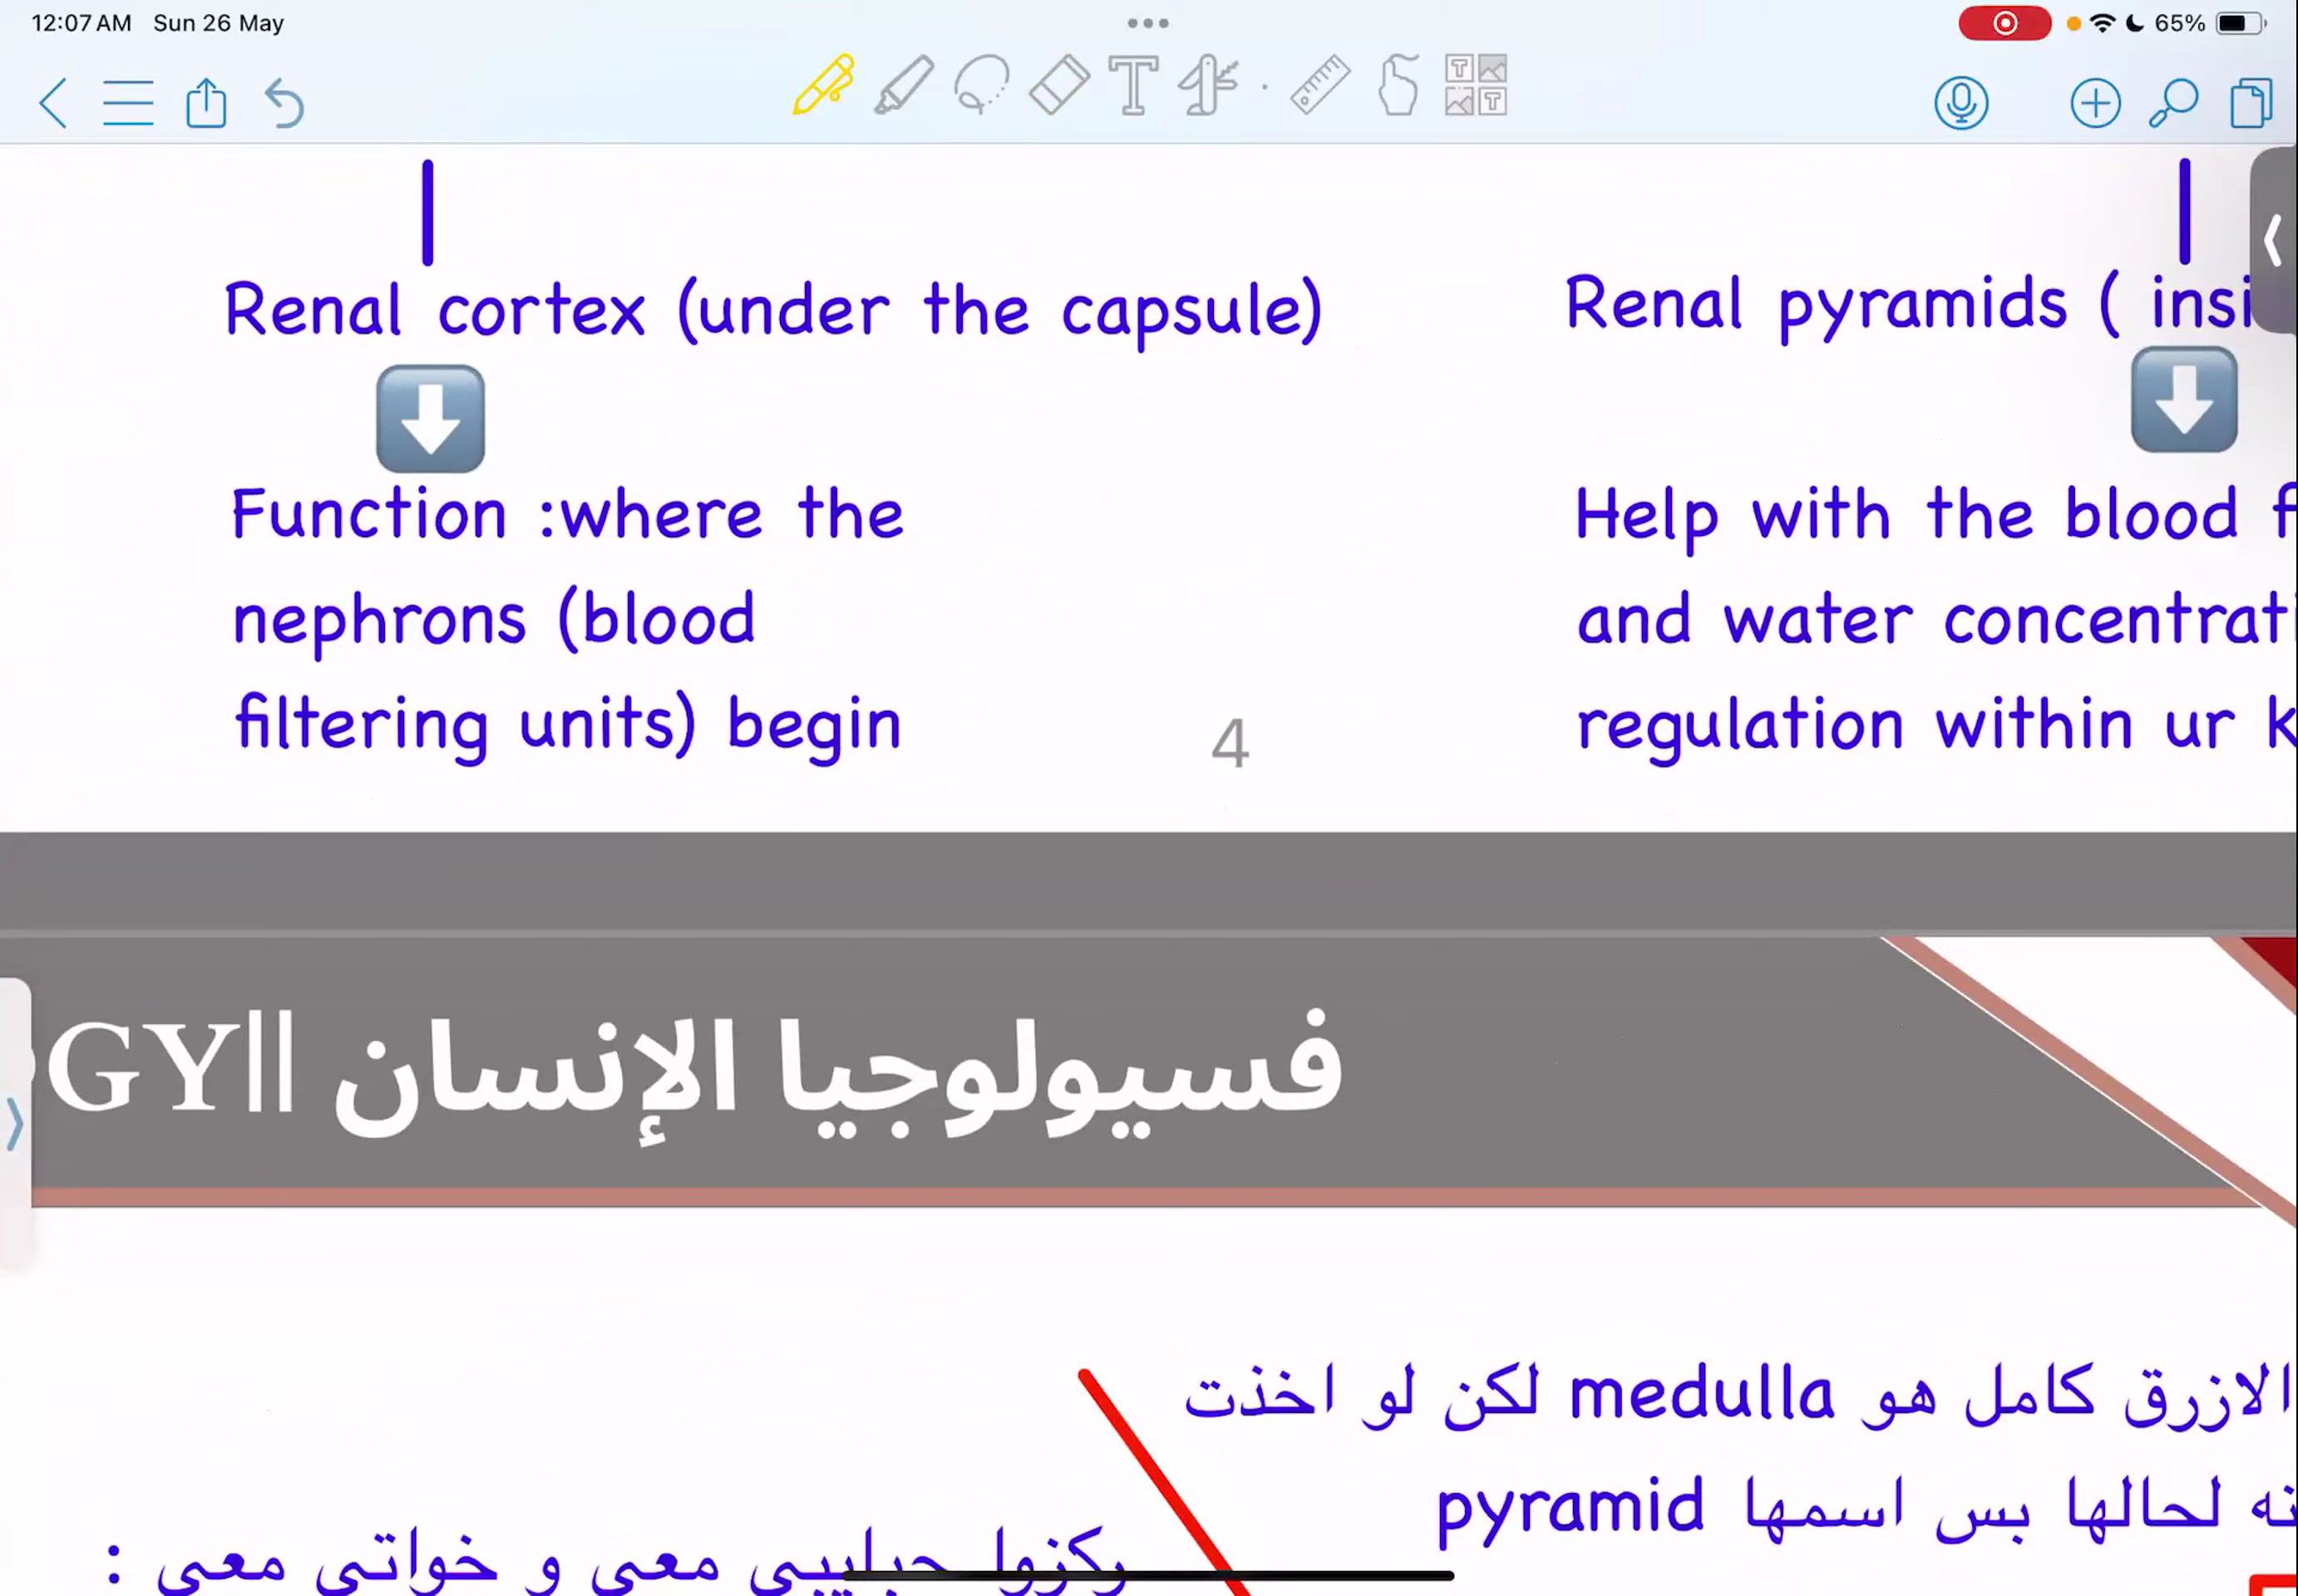 12:07 AM Sun 26 May
65%
Renal cortex (under the capsule)
Renal pyramids ( insi
Function :where the
nephrons (blood
filtering units) begin
Help with the blood f
and water concentrati
regulation within ur k
4
GY|| فسيولوجيا الإنسان
الازرق كامل هو medulla لكن لو اخذت
لحالها بس اسمها pyramid
ركزوا حبايبي معي و خواتي معي :